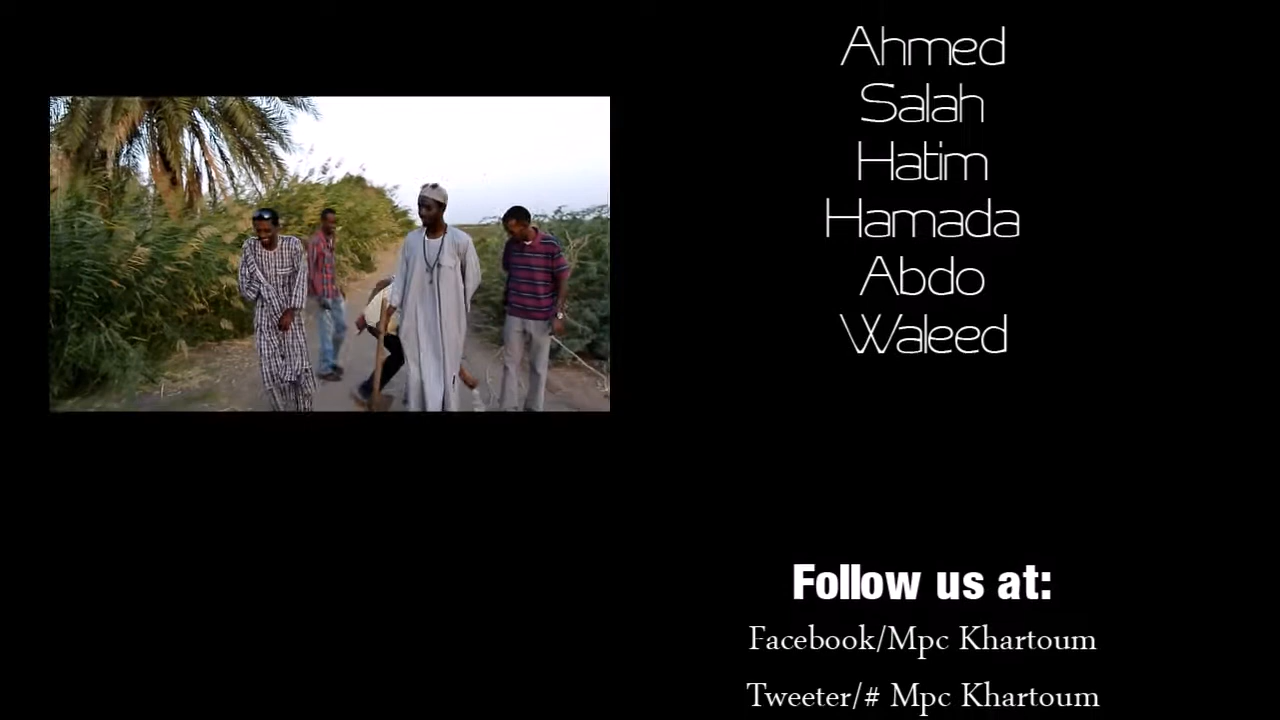 Ahmed
Salah
Hatim
Hamada
Abdo
Waleed
Follow us at:
Facebook/Mpc Khartoum
Tweeter/# Mpc Khartoum